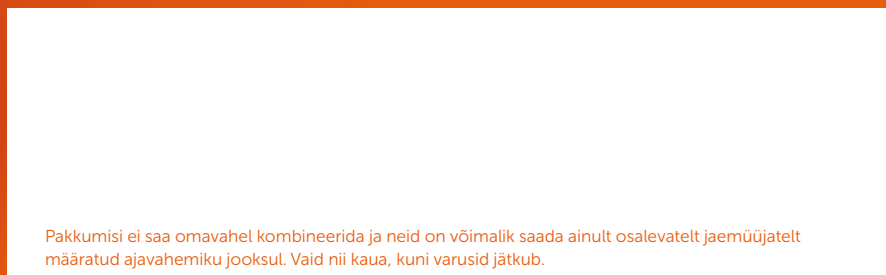 Pakkumisi ei saa omavahel kombineerida ja neid on võimalik saada ainult osalevatelt jaemüüjatelt
määratud ajavahemiku jooksul. Vaid nii kaua, kuni varusid jätkub.